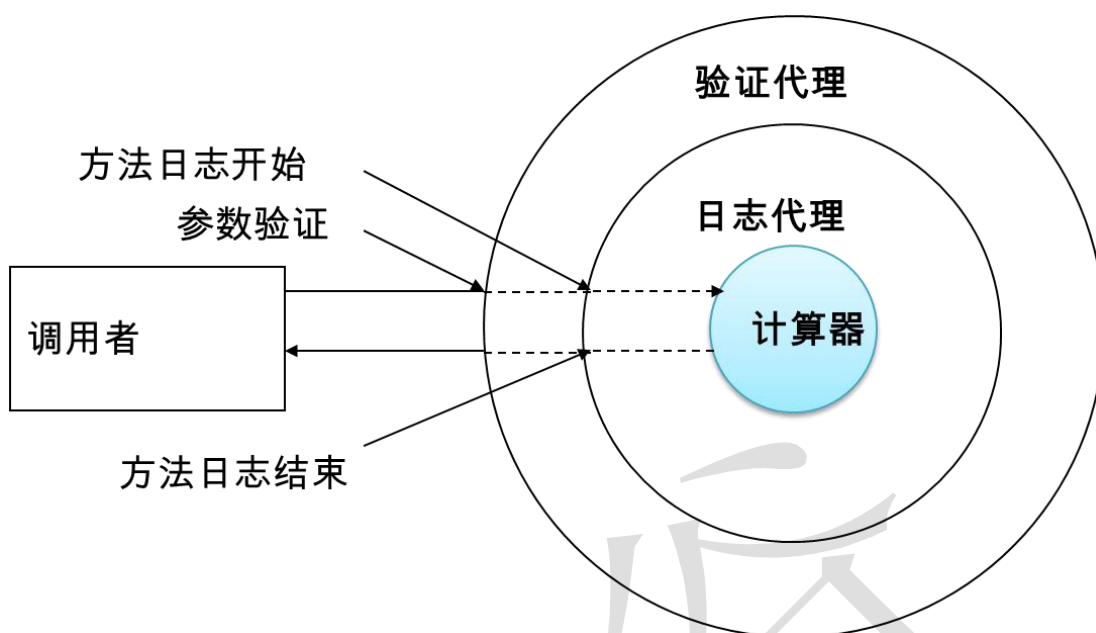 验证代理
方法日志开始
日志代理
参数验证
调用者
计算器
方法日志结束